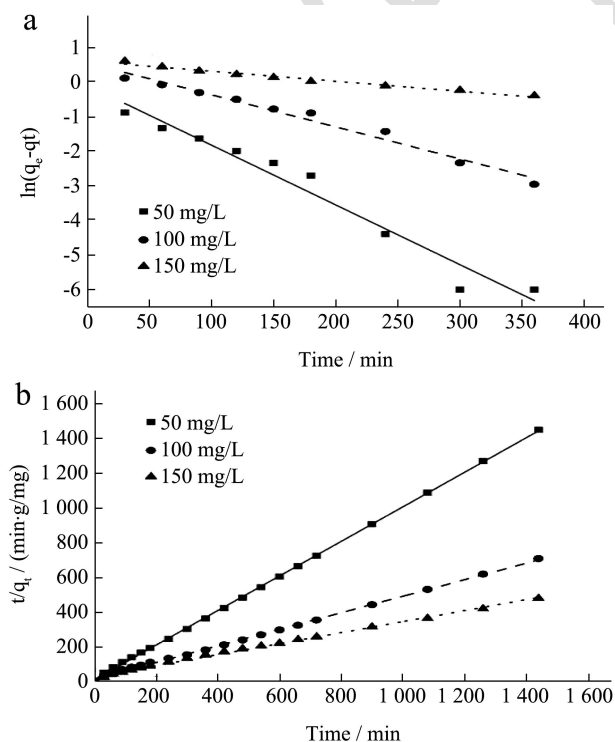 a
ln(qₑ-qt)
1
0
-1
-2
-3
-4
-5
-6
50 mg/L
100 mg/L
150 mg/L
0 50 100 150 200 250 300 350 400
Time / min
b
t/qₜ / (min·g/mg)
1 600
1 400
1 200
1 000
800
600
400
200
0
50 mg/L
100 mg/L
150 mg/L
0 200 400 600 800 1 000 1 200 1 400 1 600
Time / min